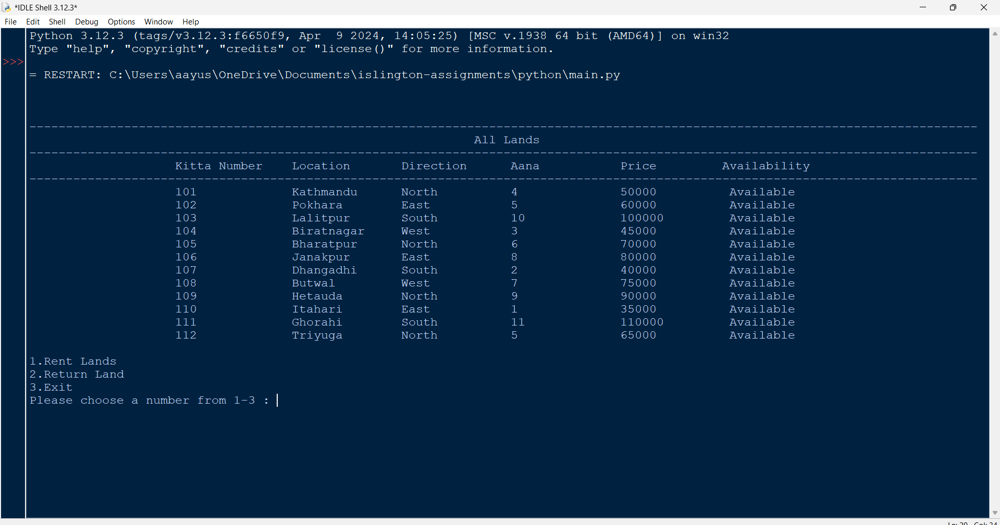 *IDLE Shell 3.12.3*
File Edit Shell Debug Options Window Help
Python 3.12.3 (tags/v3.12.3:f6650f9, Apr  9 2024, 14:05:25) [MSC v.1938 64 bit (AMD64)] on win32
Type "help", "copyright", "credits" or "license()" for more information.
>>>
= RESTART: C:\Users\aayus\OneDrive\Documents\islington-assignments\python\main.py
All Lands
Kitta Number Location Direction Aana Price Availability
101 Kathmandu North 4 50000 Available
102 Pokhara East 5 60000 Available
103 Lalitpur South 10 100000 Available
104 Biratnagar West 3 45000 Available
105 Bharatpur North 6 70000 Available
106 Janakpur East 8 80000 Available
107 Dhangadhi South 2 40000 Available
108 Butwal West 7 75000 Available
109 Hetauda North 9 90000 Available
110 Itahari East 1 35000 Available
111 Ghorahi South 11 110000 Available
112 Triyuga North 5 65000 Available
1.Rent Lands
2.Return Land
3.Exit
Please choose a number from 1-3 :